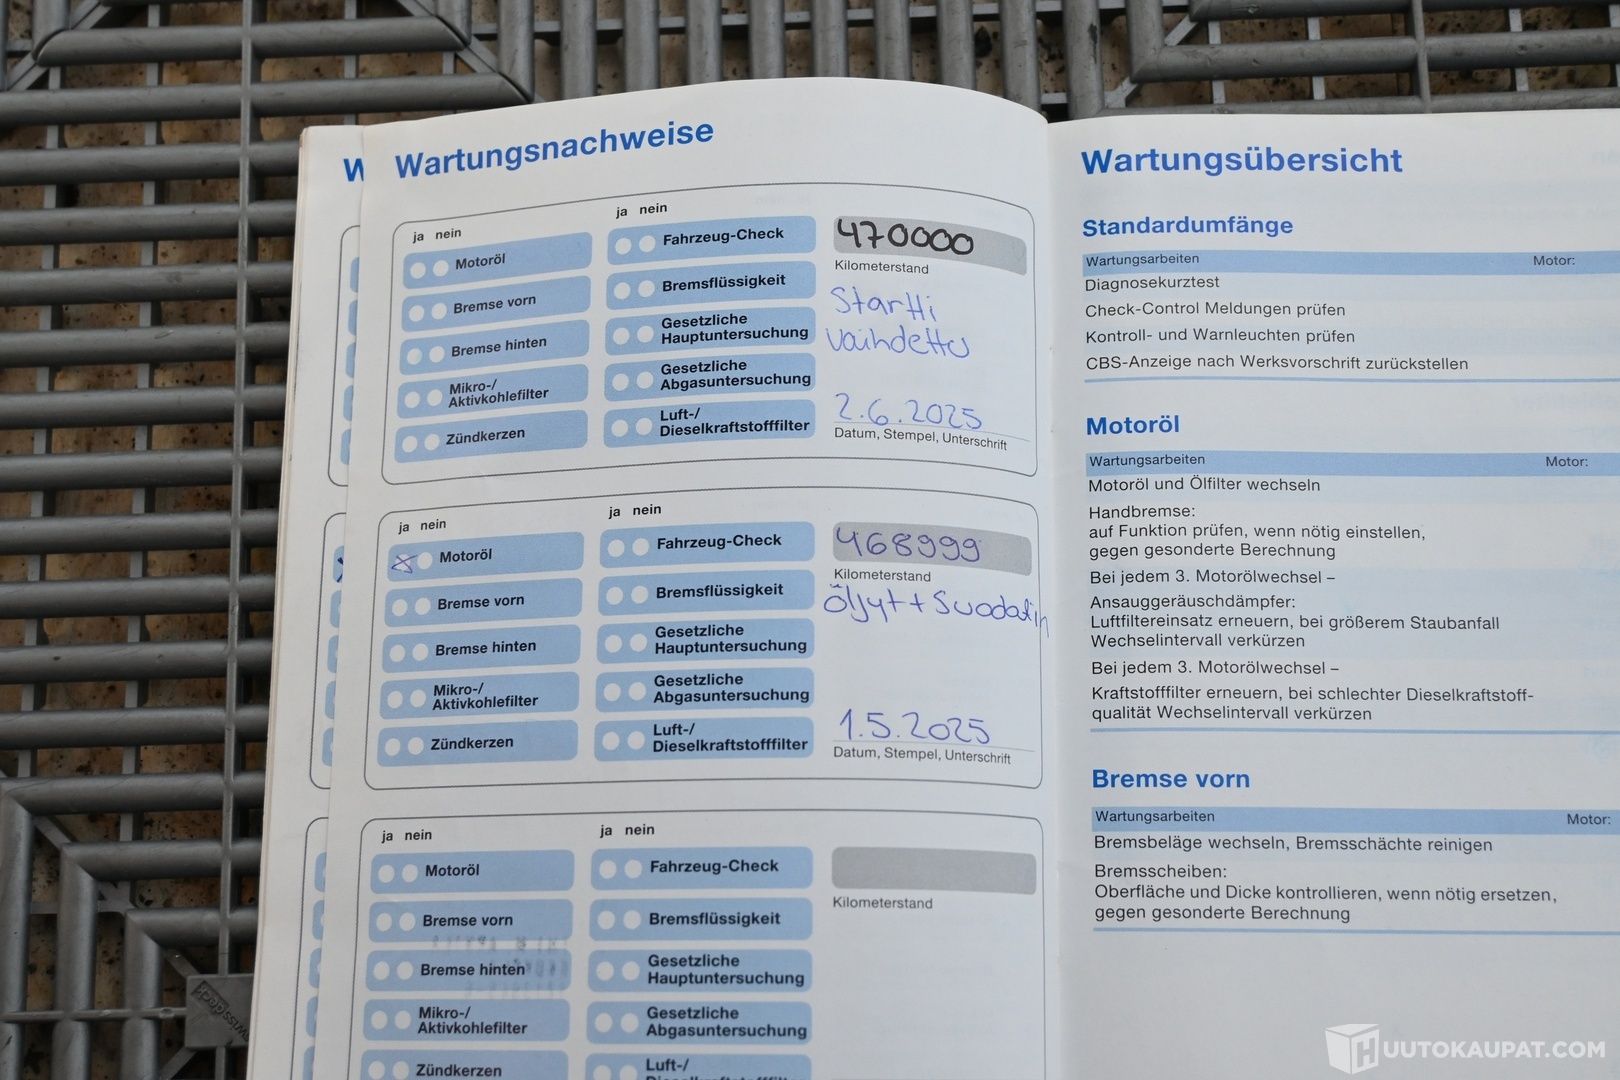 W
Wartungsnachweise
ja nein
Motoröl
Bremse vorn
Bremse hinten
Mikro-/
Aktivkohlefilter
Zündkerzen
ja nein
Fahrzeug-Check
Bremsflüssigkeit
Gesetzliche
Hauptuntersuchung
Gesetzliche
Abgasuntersuchung
Luft-/
Dieselkraftstofffilter
470000
Kilometerstand
Startti
Vaihdettu
2.6.2025
Datum, Stempel, Unterschrift
ja nein
Motoröl
Bremse vorn
Bremse hinten
Mikro-/
Aktivkohlefilter
Zündkerzen
ja nein
Fahrzeug-Check
Bremsflüssigkeit
Gesetzliche
Hauptuntersuchung
Gesetzliche
Abgasuntersuchung
Luft-/
Dieselkraftstofffilter
468999
Kilometerstand
Öljyt + Suodatin
1.5.2025
Datum, Stempel, Unterschrift
ja nein
Motoröl
Bremse vorn
Bremse hinten
Mikro-/
Aktivkohlefilter
Zündkerzen
ja nein
Fahrzeug-Check
Bremsflüssigkeit
Gesetzliche
Hauptuntersuchung
Gesetzliche
Abgasuntersuchung
Luft-/
Kilometerstand
Wartungsübersicht
Standardumfänge
Wartungsarbeiten Motor:
Diagnosekurztest
Check-Control Meldungen prüfen
Kontroll- und Warnleuchten prüfen
CBS-Anzeige nach Werksvorschrift zurückstellen
Motoröl
Wartungsarbeiten Motor:
Motoröl und Ölfilter wechseln
Handbremse:
auf Funktion prüfen, wenn nötig einstellen,
gegen gesonderte Berechnung
Bei jedem 3. Motorölwechsel –
Ansauggeräuschdämpfer:
Luftfiltereinsatz erneuern, bei größerem Staubanfall
Wechselintervall verkürzen
Bei jedem 3. Motorölwechsel –
Kraftstofffilter erneuern, bei schlechter Dieselkraftstoff-
qualität Wechselintervall verkürzen
Bremse vorn
Wartungsarbeiten Motor:
Bremsbeläge wechseln, Bremsschächte reinigen
Bremsscheiben:
Oberfläche und Dicke kontrollieren, wenn nötig ersetzen,
gegen gesonderte Berechnung
swissdeck
HUUTOKAUPAT.COM